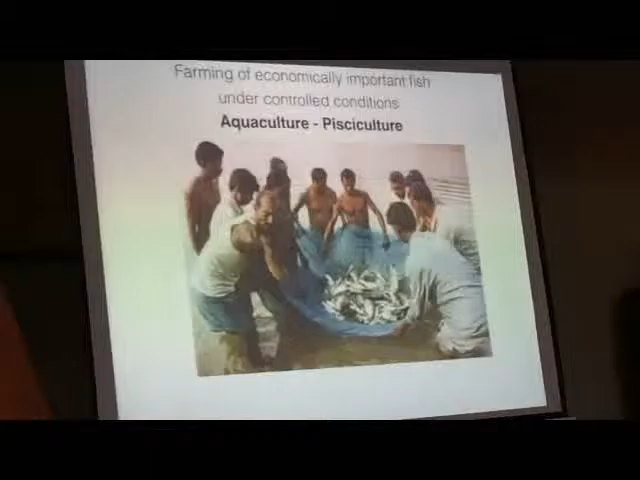 Farming of economically important fish
under controlled conditions
Aquaculture - Pisciculture